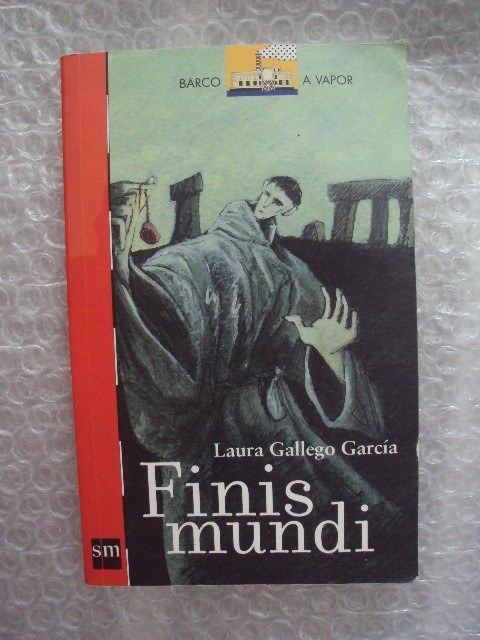 BARCO A VAPOR
Laura Gallego García
Finis
mundi
sm